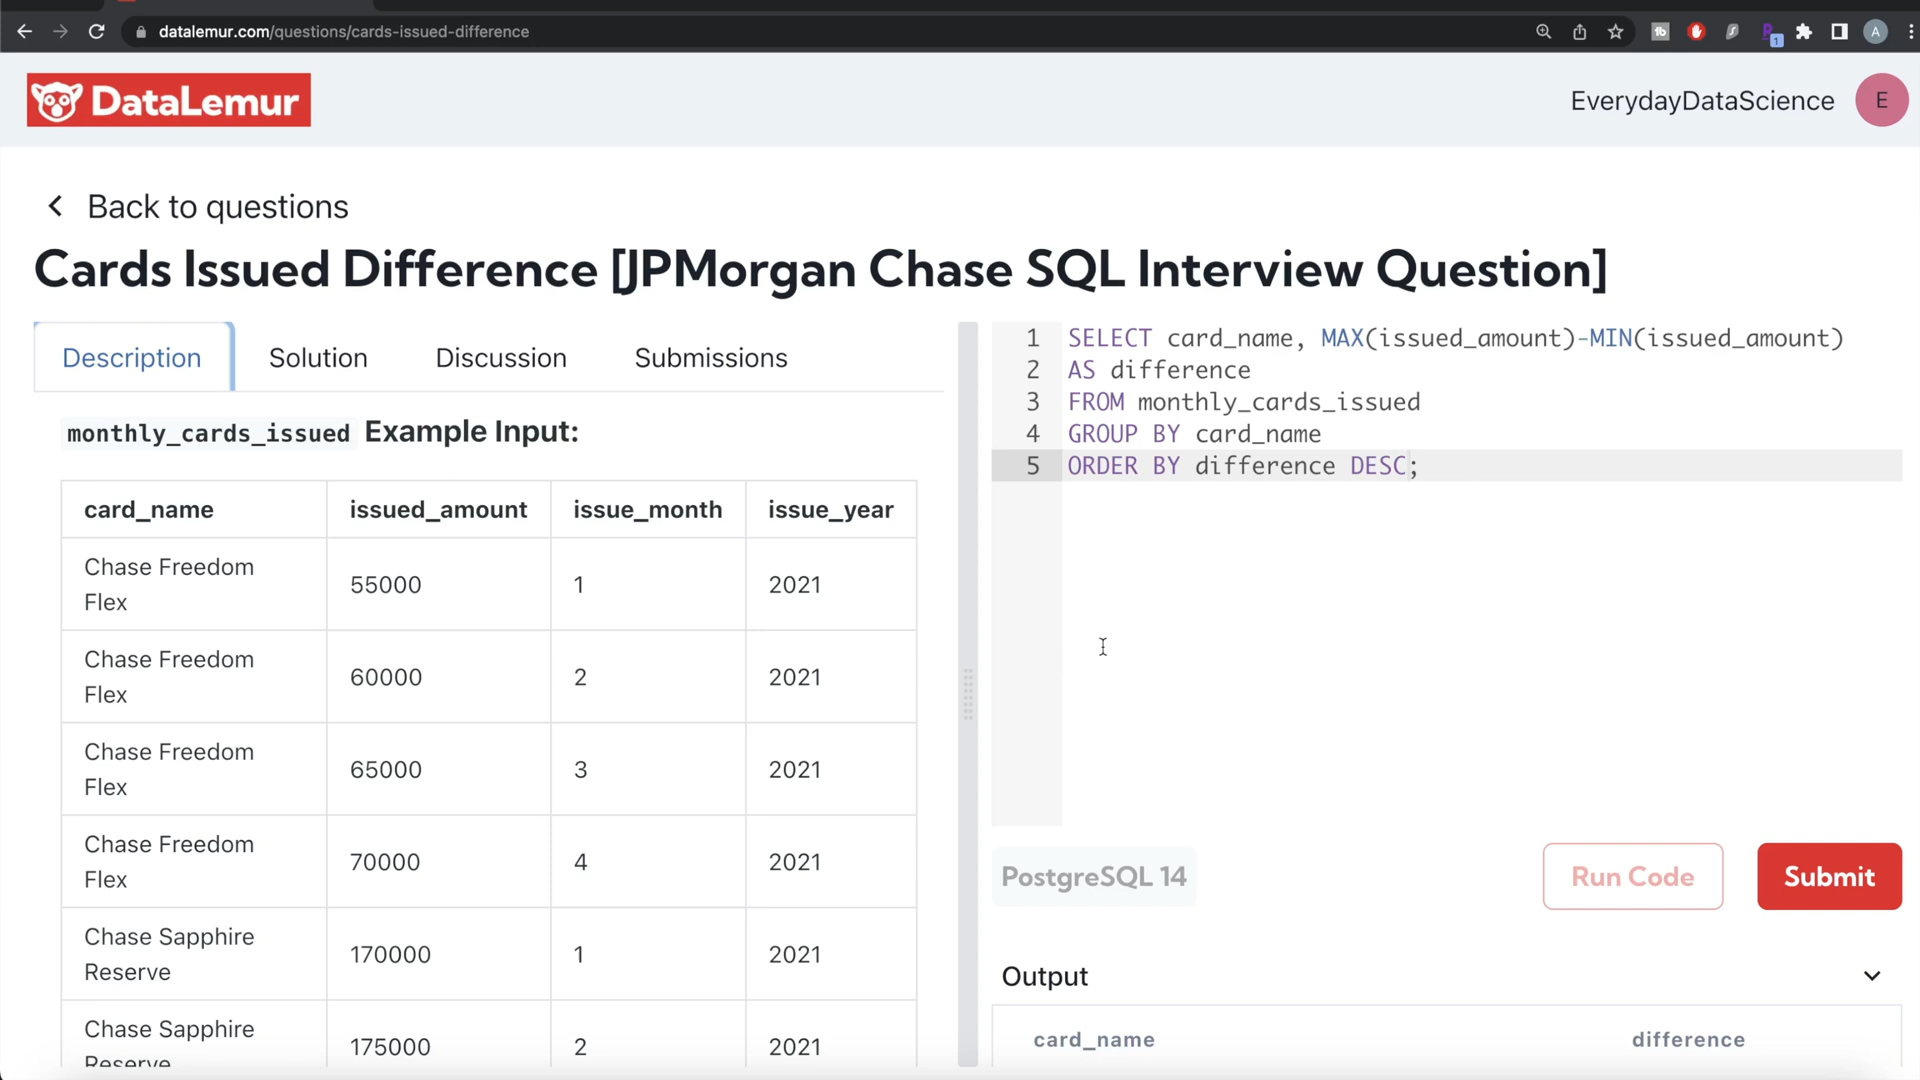 datalemur.com/questions/cards-issued-difference
1
A
DataLemur
EverydayDataScience
E
Back to questions
Cards Issued Difference [JPMorgan Chase SQL Interview Question]
Description
Solution
Discussion
Submissions
monthly_cards_issued Example Input:
card_name issued_amount issue_month issue_year
Chase Freedom
Flex
55000 1 2021
Chase Freedom
Flex
60000 2 2021
Chase Freedom
Flex
65000 3 2021
Chase Freedom
Flex
70000 4 2021
Chase Sapphire
Reserve
170000 1 2021
Chase Sapphire
Reserve
175000 2 2021
1 SELECT card_name, MAX(issued_amount)-MIN(issued_amount)
2 AS difference
3 FROM monthly_cards_issued
4 GROUP BY card_name
5 ORDER BY difference DESC;
PostgreSQL 14
Run Code
Submit
Output
card_name difference